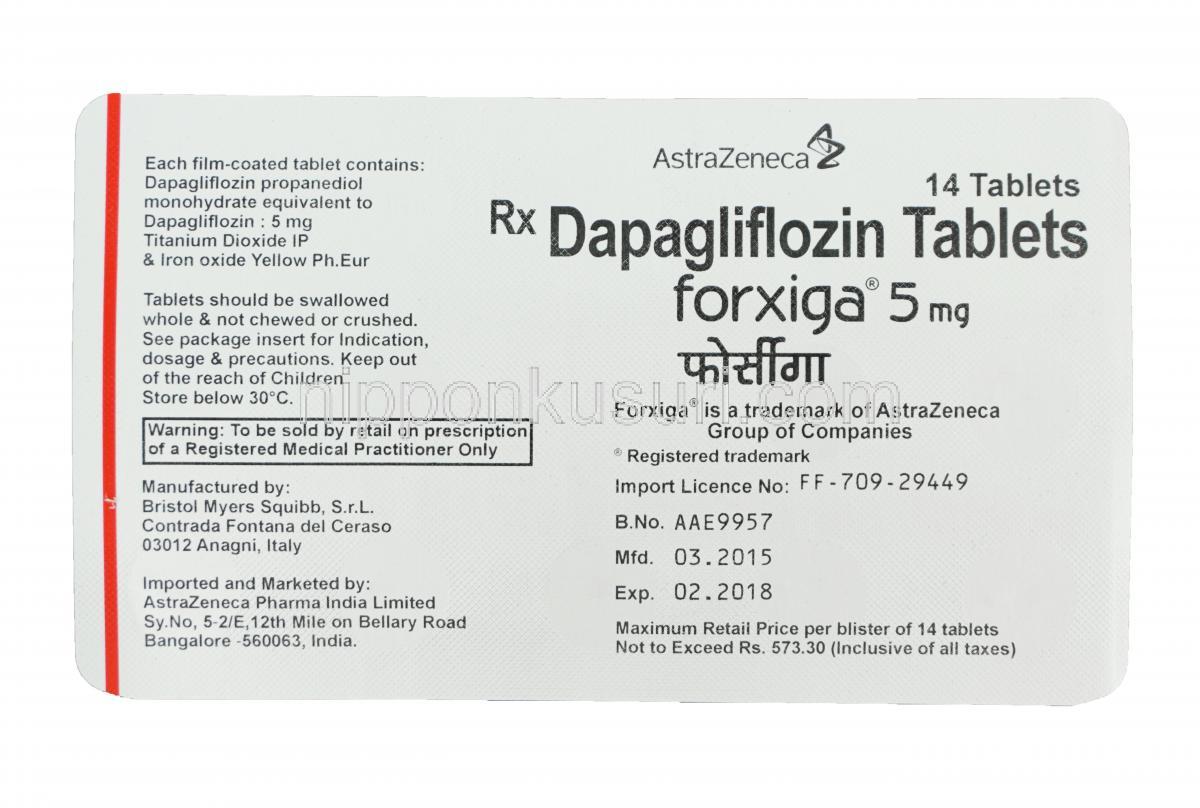 Each film-coated tablet contains:
Dapagliflozin propanediol
monohydrate equivalent to
Dapagliflozin : 5 mg
Titanium Dioxide IP
& Iron oxide Yellow Ph.Eur
Tablets should be swallowed
whole & not chewed or crushed.
See package insert for Indication,
dosage & precautions. Keep out
of the reach of Children
Store below 30°C.
Warning: To be sold by retail on prescription
of a Registered Medical Practitioner Only
Manufactured by:
Bristol Myers Squibb, S.r.L.
Contrada Fontana del Ceraso
03012 Anagni, Italy
Imported and Marketed by:
AstraZeneca Pharma India Limited
Sy.No, 5-2/E,12th Mile on Bellary Road
Bangalore -560063, India.
AstraZeneca
14 Tablets
Rx Dapagliflozin Tablets
forxiga® 5 mg
फोर्सीगा
nipponkusuri.com
Forxiga® is a trademark of AstraZeneca
Group of Companies
® Registered trademark
Import Licence No: FF-709-29449
B.No. AAE9957
Mfd. 03.2015
Exp. 02.2018
Maximum Retail Price per blister of 14 tablets
Not to Exceed Rs. 573.30 (Inclusive of all taxes)